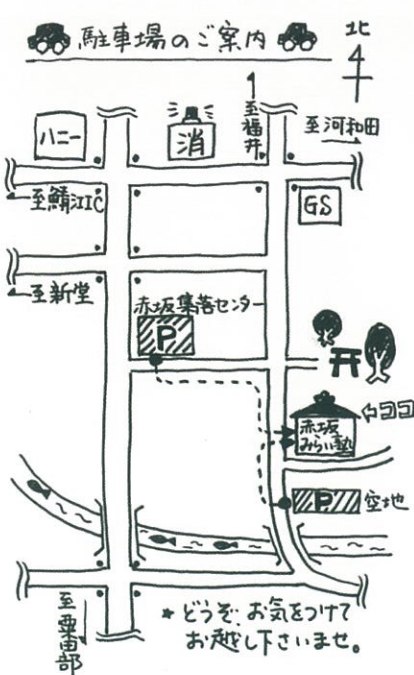 駐車場のご案内
北
ハニー
消
至福井
至河和田
至鯖江IC
GS
至新堂
赤坂集落センター
P
⇦ココ
赤坂
みらい塾
P
空地
至粟田部
*どうぞ、お気をつけて
お越し下さいませ。